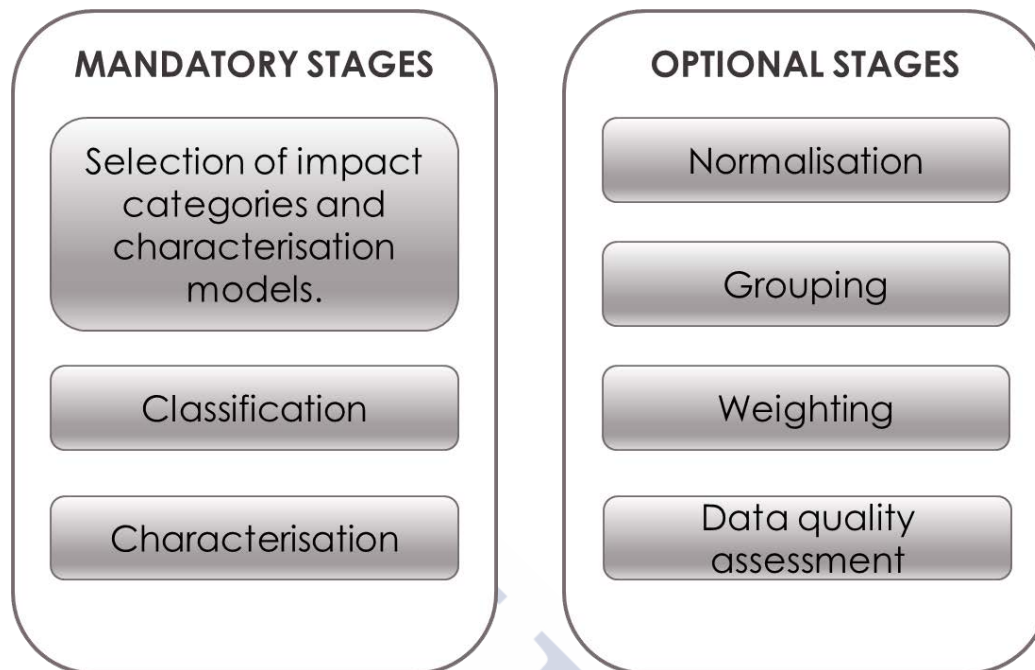 MANDATORY STAGES
Selection of impact
categories and
characterisation
models.
Classification
Characterisation
OPTIONAL STAGES
Normalisation
Grouping
Weighting
Data quality
assessment